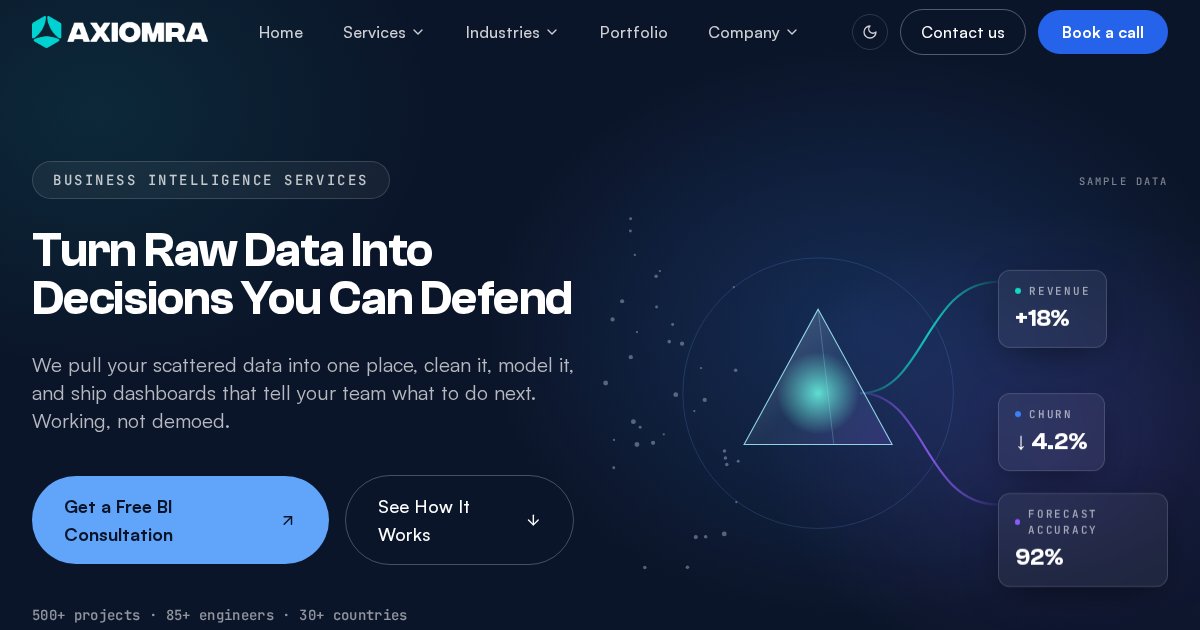 AXIOMRA
Home
Services
Industries
Portfolio
Company
Contact us
Book a call
BUSINESS INTELLIGENCE SERVICES
Turn Raw Data Into
Decisions You Can Defend
We pull your scattered data into one place, clean it, model it,
and ship dashboards that tell your team what to do next.
Working, not demoed.
Get a Free BI
Consultation
See How It
Works
500+ projects · 85+ engineers · 30+ countries
SAMPLE DATA
REVENUE
+18%
CHURN
↓ 4.2%
FORECAST
ACCURACY
92%